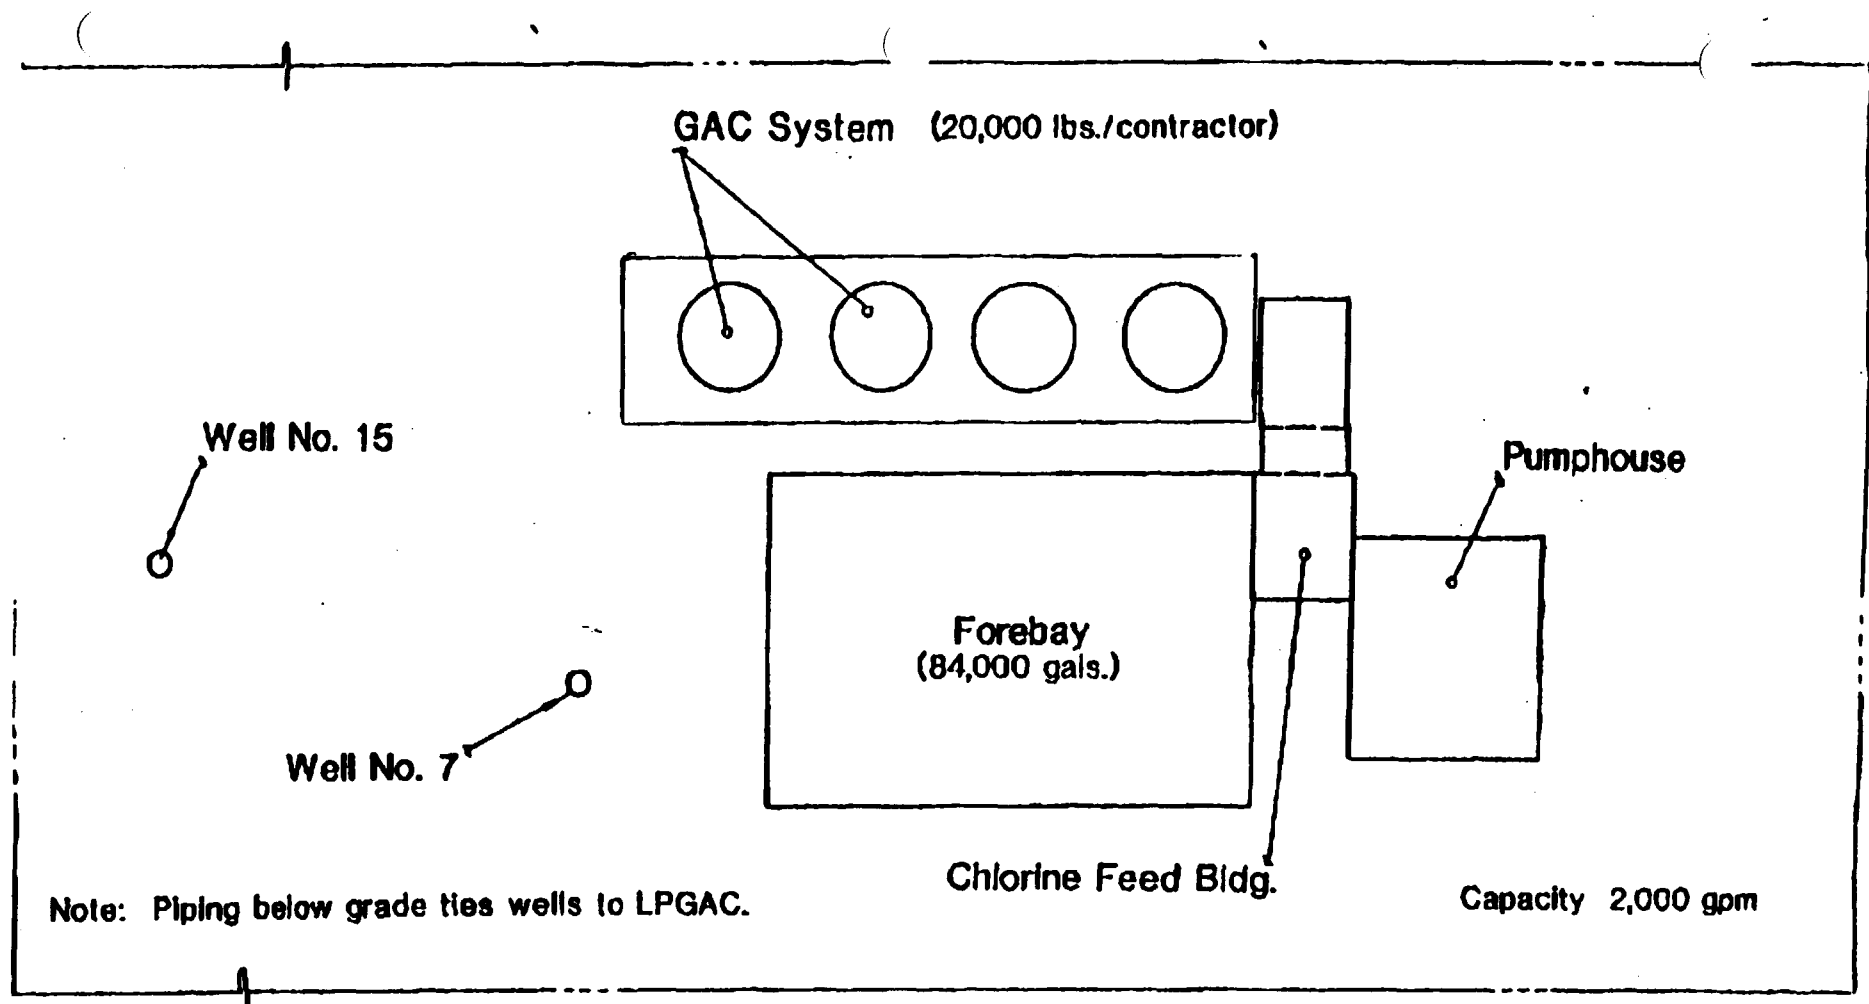 GAC System (20,000 lbs./contractor)
Well No. 15
Pumphouse
Forebay
(84,000 gals.)
Well No. 7
Chlorine Feed Bldg.
Note: Piping below grade ties wells to LPGAC.
Capacity 2,000 gpm